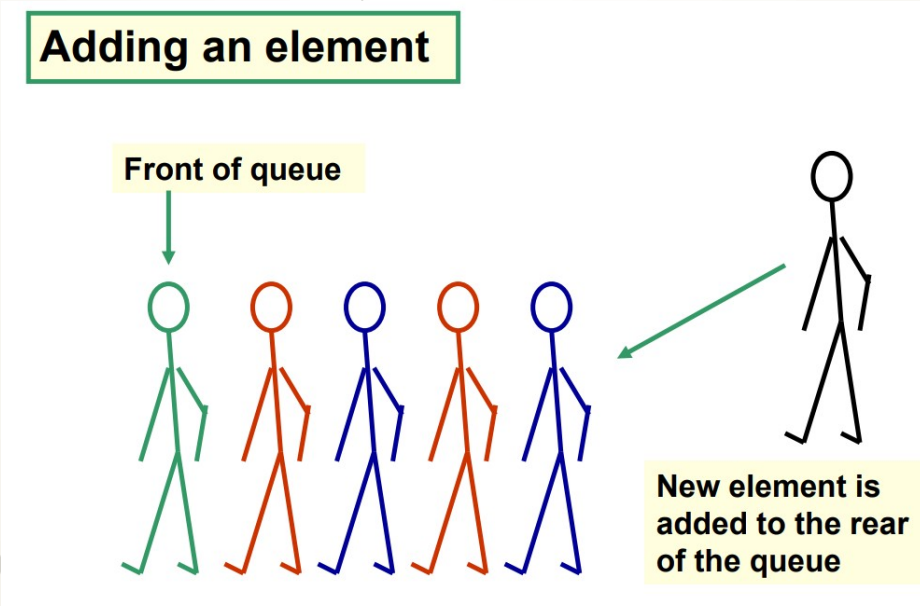 Adding an element
Front of queue
New element is
added to the rear
of the queue